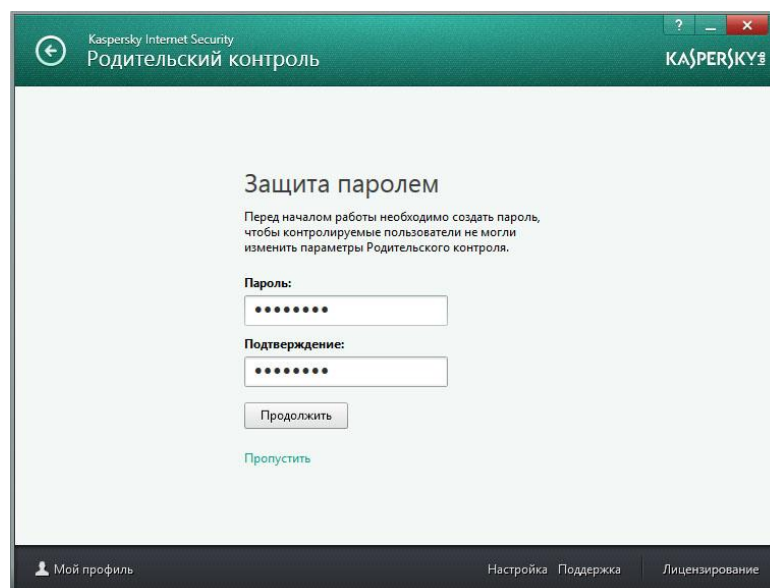 Kaspersky Internet Security
Родительский контроль
?
KASPERSKY lab
Защита паролем
Перед началом работы необходимо создать пароль,
чтобы контролируемые пользователи не могли
изменить параметры Родительского контроля.
Пароль:
••••••••
Подтверждение:
••••••••
Продолжить
Пропустить
Мой профиль
Настройка Поддержка Лицензирование